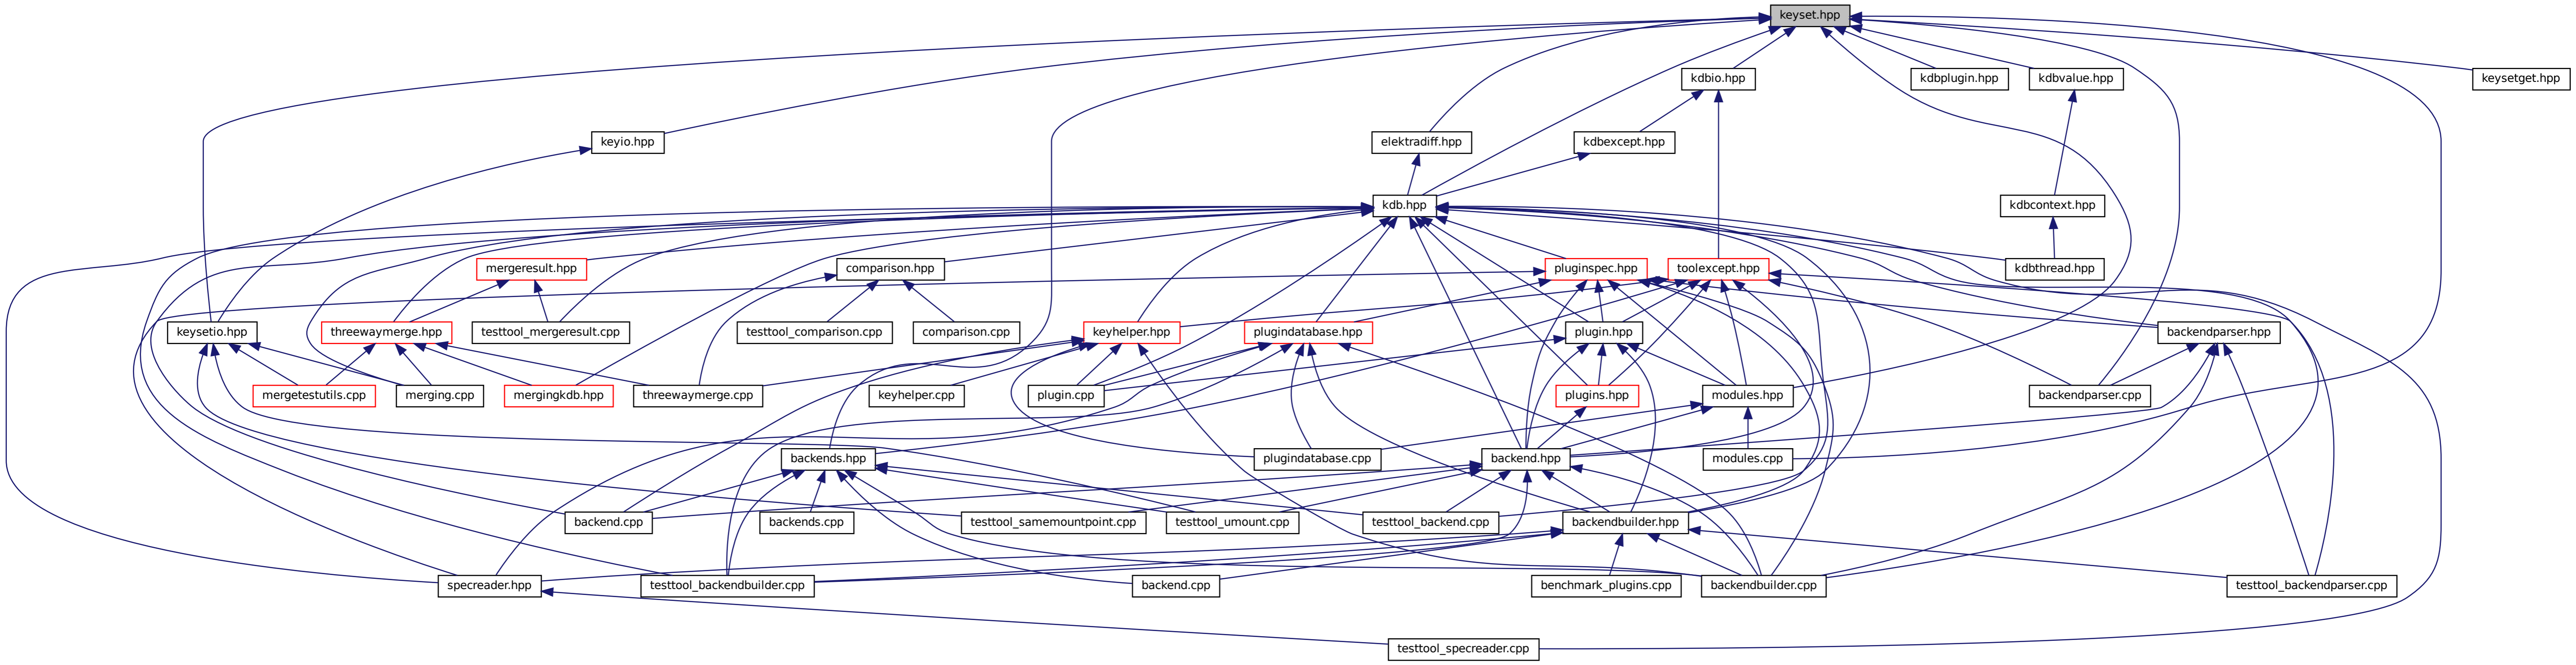 keyset.hpp
kdbio.hpp
kdbplugin.hpp
kdbvalue.hpp
keysetget.hpp
keyio.hpp
elektradiff.hpp
kdbexcept.hpp
kdb.hpp
kdbcontext.hpp
mergeresult.hpp
comparison.hpp
pluginspec.hpp
toolexcept.hpp
kdbthread.hpp
keysetio.hpp
threewaymerge.hpp
testtool_mergeresult.cpp
testtool_comparison.cpp
comparison.cpp
keyhelper.hpp
plugindatabase.hpp
plugin.hpp
backendparser.hpp
mergetestutils.cpp
merging.cpp
mergingkdb.hpp
threewaymerge.cpp
keyhelper.cpp
plugin.cpp
plugins.hpp
modules.hpp
backendparser.cpp
backends.hpp
plugindatabase.cpp
backend.hpp
modules.cpp
backend.cpp
backends.cpp
testtool_samemountpoint.cpp
testtool_umount.cpp
testtool_backend.cpp
backendbuilder.hpp
specreader.hpp
testtool_backendbuilder.cpp
backend.cpp
benchmark_plugins.cpp
backendbuilder.cpp
testtool_backendparser.cpp
testtool_specreader.cpp